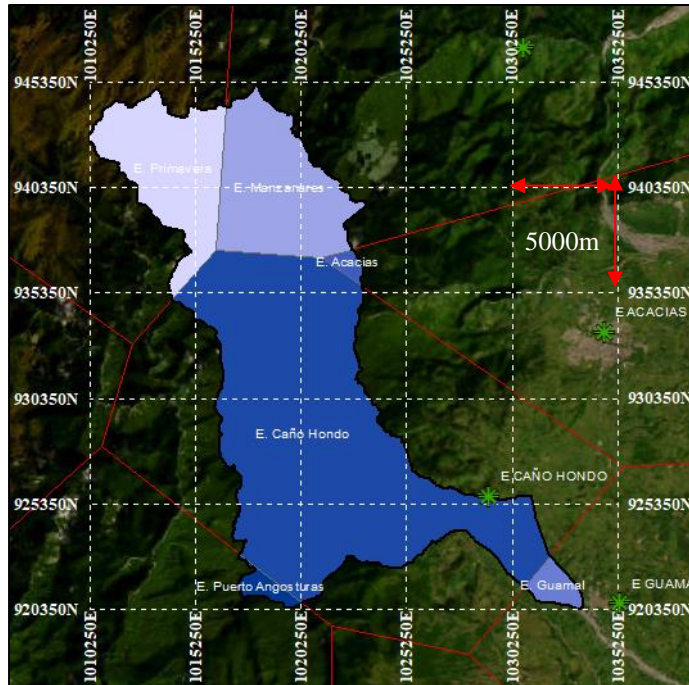 1010250E 1015250E 1020250E 1025250E 1030250E 1035250E
945350N 945350N
E. Primavera
E. Manzanares
940350N 940350N
5000m
E. Acacias
935350N 935350N
E ACACIAS
930350N 930350N
E. Caño Hondo
E CAÑO HONDO
925350N 925350N
E. Puerto Angosturas
E. Guamal
E GUAMA
920350N 920350N
1010250E 1015250E 1020250E 1025250E 1030250E 1035250E